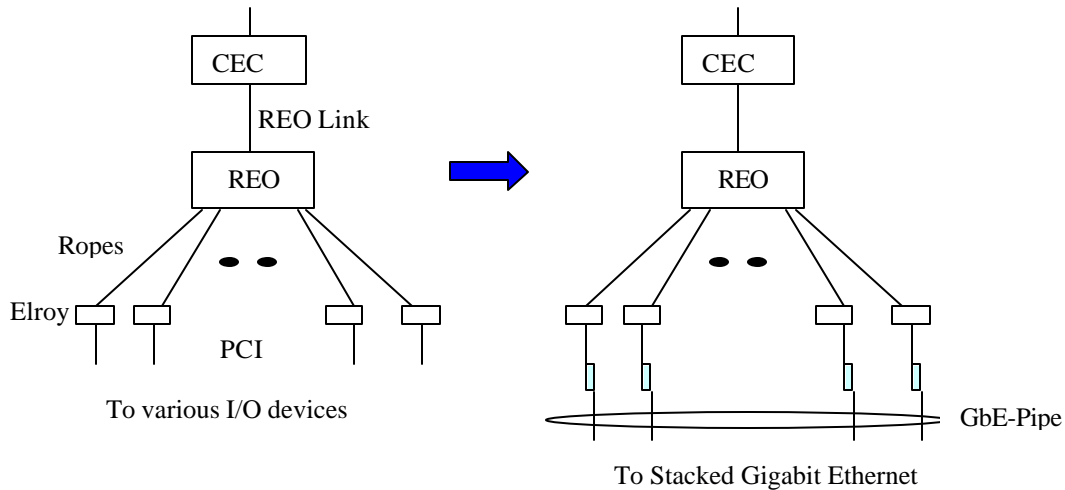 CEC
REO Link
REO
Ropes
Elroy
PCI
To various I/O devices
CEC
REO
GbE-Pipe
To Stacked Gigabit Ethernet